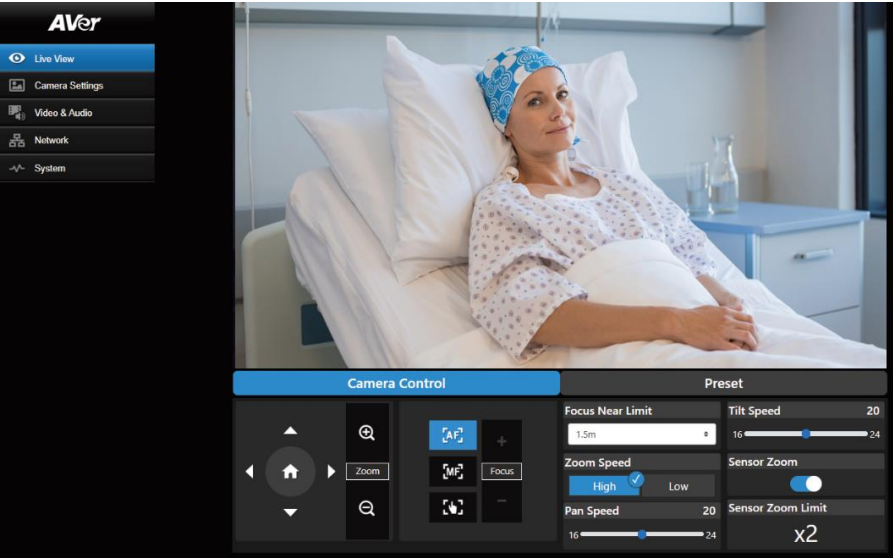 AVer
Live View
Camera Settings
Video & Audio
Network
System
Camera Control
Preset
Zoom
AF
MF
Focus
Focus Near Limit
1.5m
Zoom Speed
High Low
Pan Speed 20
16 24
Tilt Speed 20
16 24
Sensor Zoom
Sensor Zoom Limit
x2